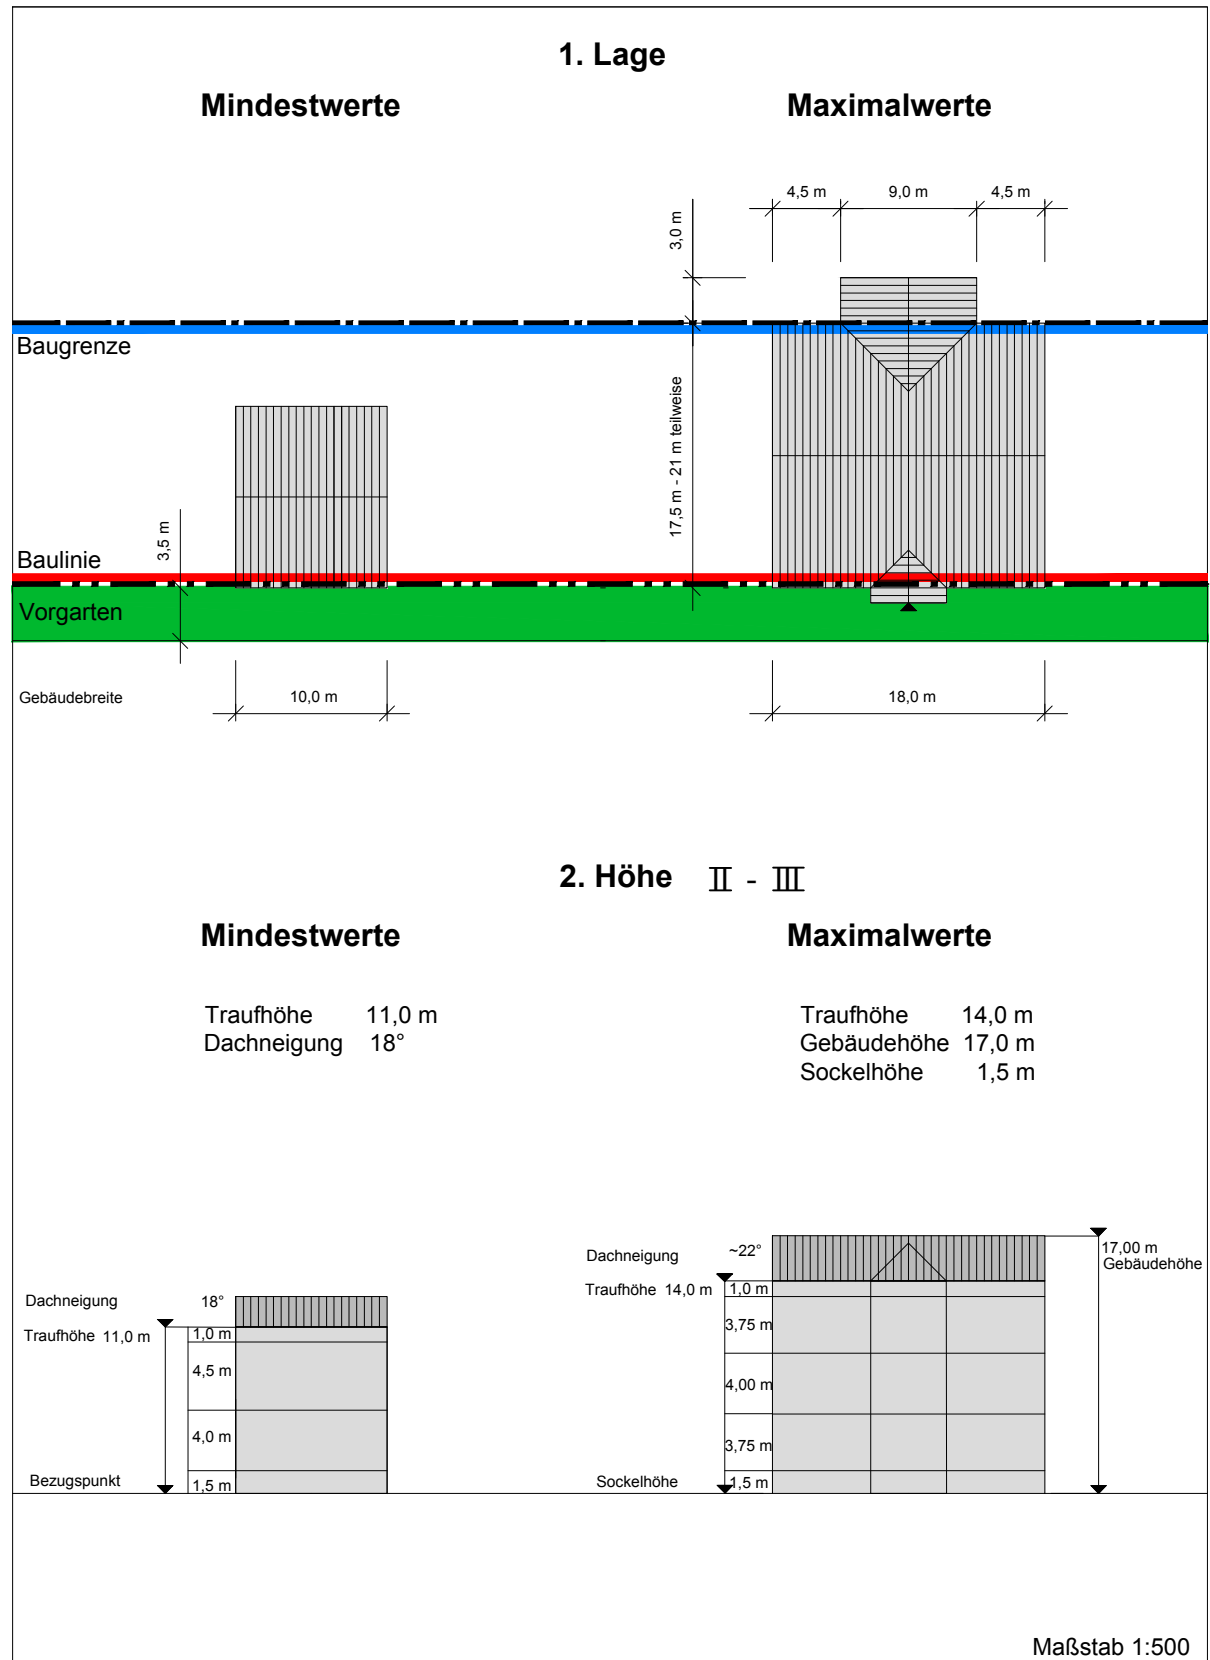 1. Lage
Mindestwerte Maximalwerte
4,5 m 9,0 m 4,5 m
3,0 m
Baugrenze
17,5 m - 21 m teilweise
3,5 m
Baulinie
Vorgarten
Gebäudebreite 10,0 m 18,0 m
2. Höhe II - III
Mindestwerte Maximalwerte
Traufhöhe 11,0 m
Dachneigung 18°
Traufhöhe 14,0 m
Gebäudehöhe 17,0 m
Sockelhöhe 1,5 m
Dachneigung 18°
Traufhöhe 11,0 m 1,0 m
4,5 m
4,0 m
Bezugspunkt 1,5 m
Dachneigung ~22°
17,00 m
Gebäudehöhe
Traufhöhe 14,0 m 1,0 m
3,75 m
4,00 m
3,75 m
Sockelhöhe 1,5 m
Maßstab 1:500